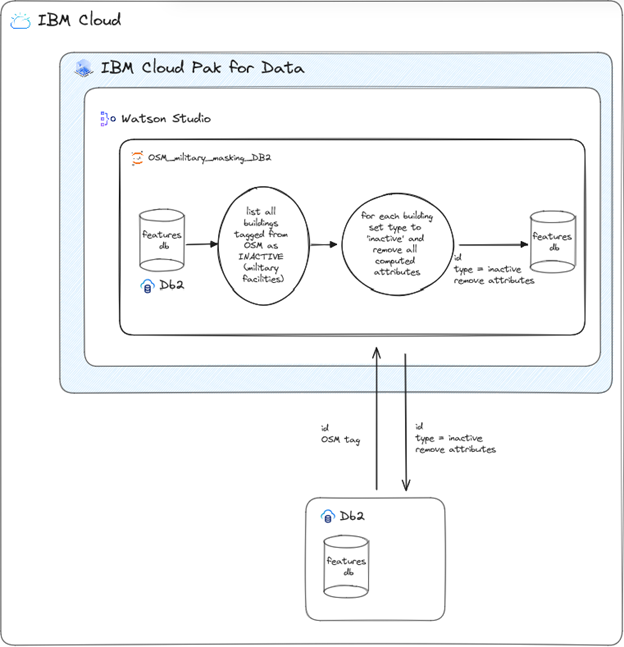 IBM Cloud
IBM Cloud Pak for Data
Watson Studio
OSM_military_masking_DB2
features
db
Db2
list all
buildings
tagged from
OSM as
INACTIVE
(military
facilities)
for each building
set type to
'inactive' and
remove all
computed
attributes
id
type = inactive
remove attributes
features
db
id
OSM tag
id
type = inactive
remove attributes
Db2
features
db